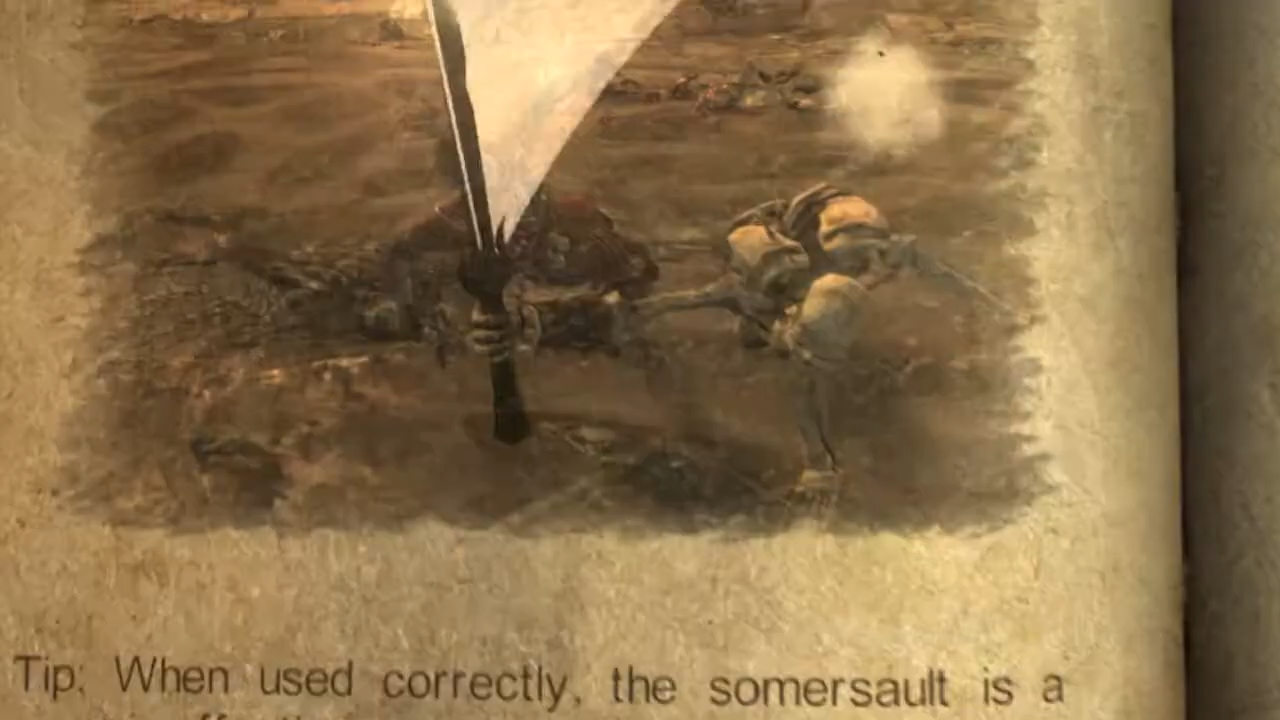 Tip: When used correctly, the somersault is a